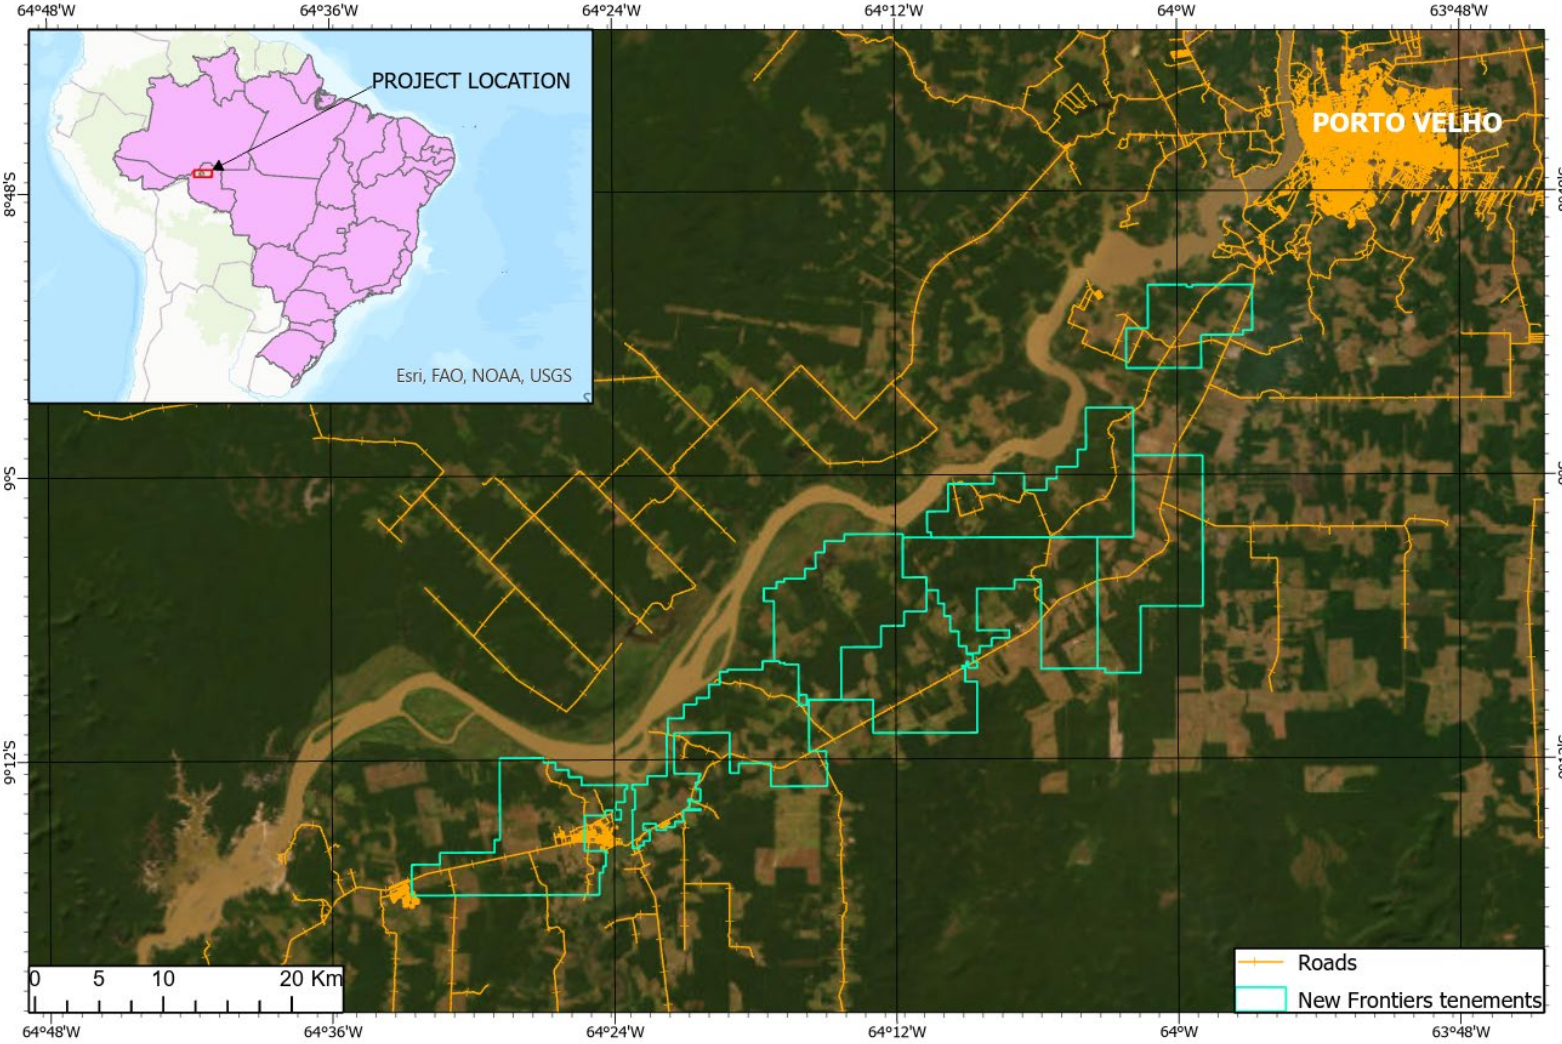 64°48'W 64°36'W 64°24'W 64°12'W 64°W 63°48'W
PROJECT LOCATION
PORTO VELHO
8°48'S
Esri, FAO, NOAA, USGS
9°S
9°12'S
0 5 10 20 Km
Roads
New Frontiers tenements
64°48'W 64°36'W 64°24'W 64°12'W 64°W 63°48'W